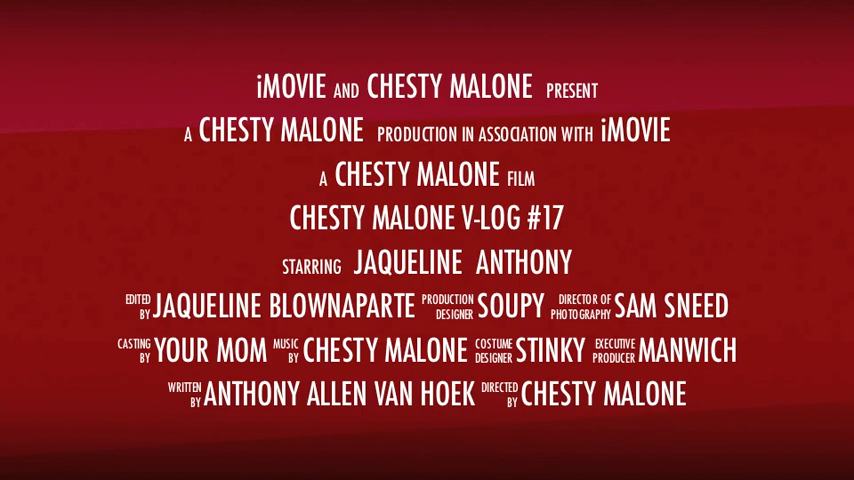 iMOVIE AND CHESTY MALONE PRESENT
A CHESTY MALONE PRODUCTION IN ASSOCIATION WITH iMOVIE
A CHESTY MALONE FILM
CHESTY MALONE V-LOG #17
STARRING JAQUELINE ANTHONY
EDITED BY JAQUELINE BLOWNAPARTE PRODUCTION DESIGNER SOUPY DIRECTOR OF PHOTOGRAPHY SAM SNEED
CASTING BY YOUR MOM MUSIC BY CHESTY MALONE COSTUME DESIGNER STINKY EXECUTIVE PRODUCER MANWICH
WRITTEN BY ANTHONY ALLEN VAN HOEK DIRECTED BY CHESTY MALONE